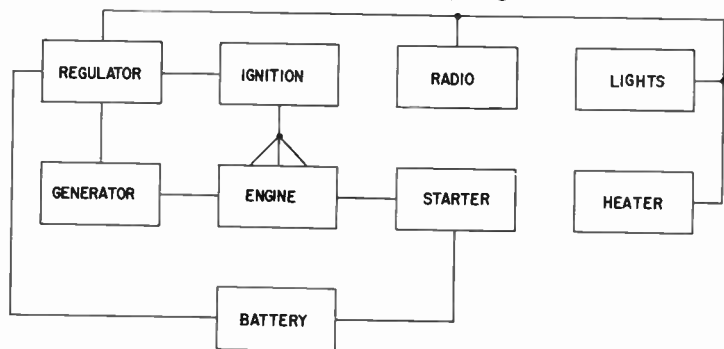 REGULATOR
IGNITION
RADIO
LIGHTS
GENERATOR
ENGINE
STARTER
HEATER
BATTERY